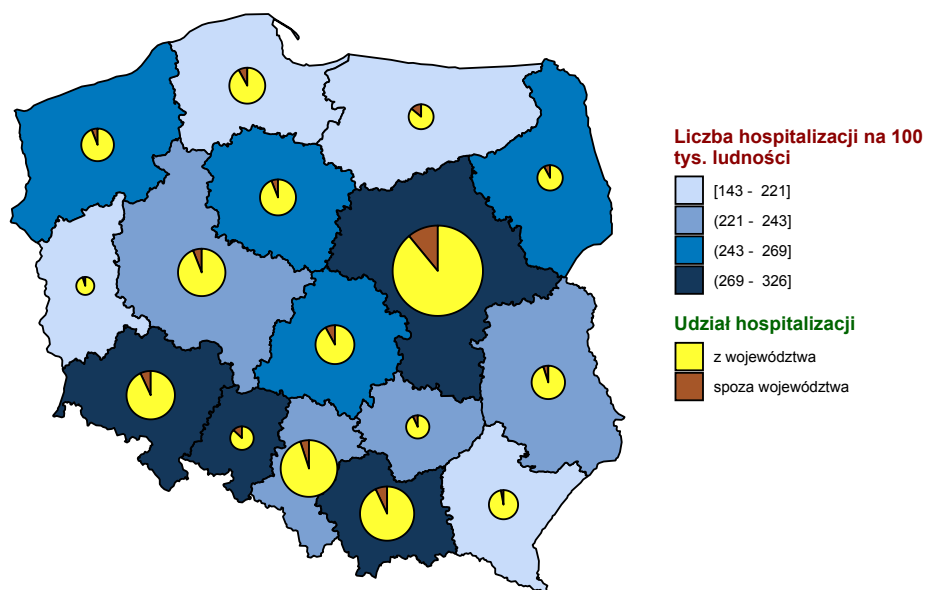 Liczba hospitalizacji na 100
tys. ludności
[143 - 221]
(221 - 243]
(243 - 269]
(269 - 326]
Udział hospitalizacji
z województwa
spoza województwa